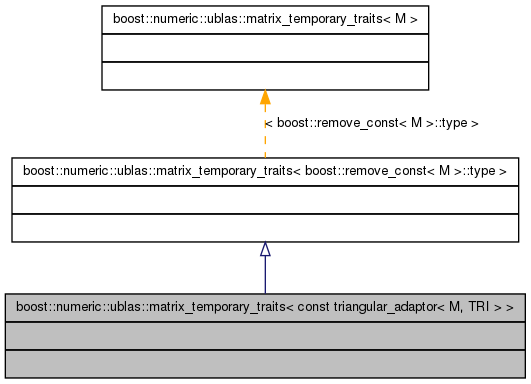 boost::numeric::ublas::matrix_temporary_traits< M >
< boost::remove_const< M >::type >
boost::numeric::ublas::matrix_temporary_traits< boost::remove_const< M >::type >
boost::numeric::ublas::matrix_temporary_traits< const triangular_adaptor< M, TRI > >